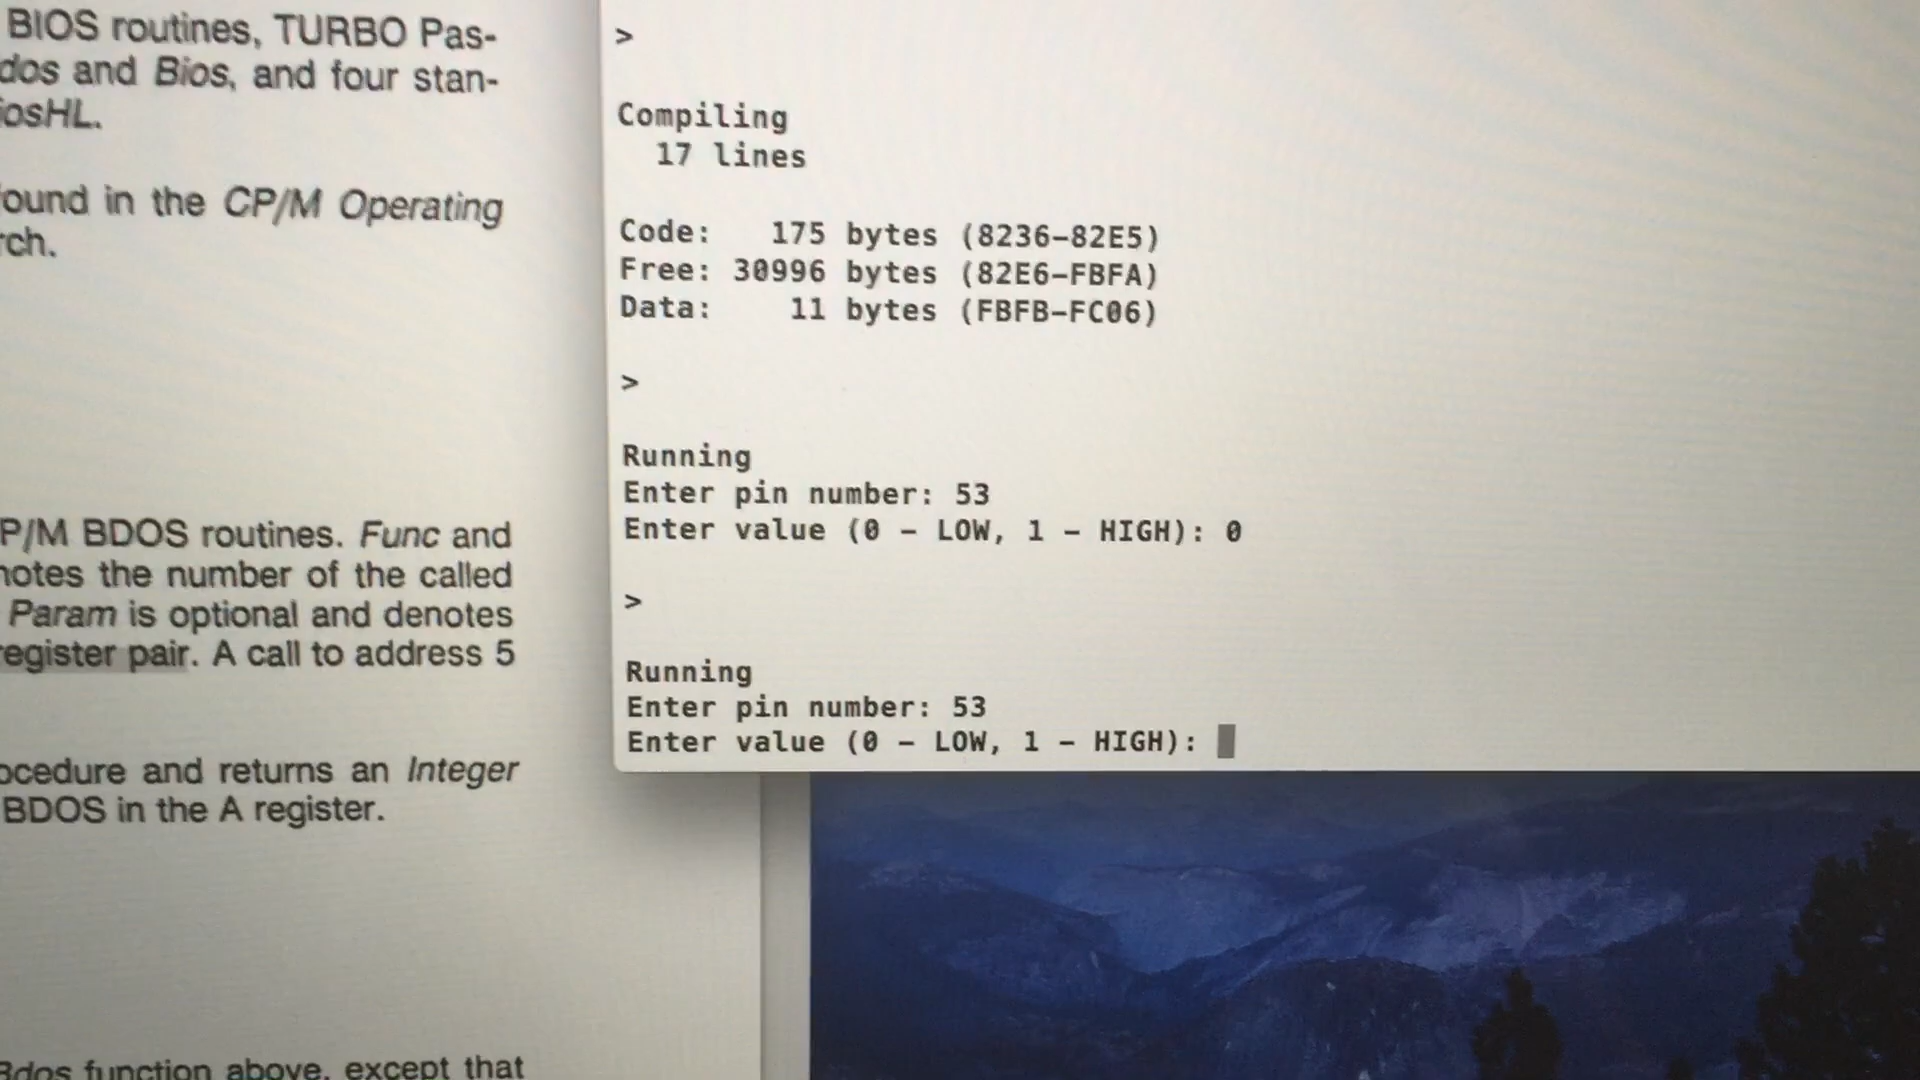 BIOS routines, TURBO Pas-
dos and Bios, and four stan-
iosHL.
ound in the CP/M Operating
rch.
P/M BDOS routines. Func and
notes the number of the called
Param is optional and denotes
register pair. A call to address 5
ocedure and returns an Integer
BDOS in the A register.
Bdos function above, except that
>
Compiling
17 lines
Code: 175 bytes (8236-82E5)
Free: 30996 bytes (82E6-FBFA)
Data: 11 bytes (FBFB-FC06)
>
Running
Enter pin number: 53
Enter value (0 - LOW, 1 - HIGH): 0
>
Running
Enter pin number: 53
Enter value (0 - LOW, 1 - HIGH):